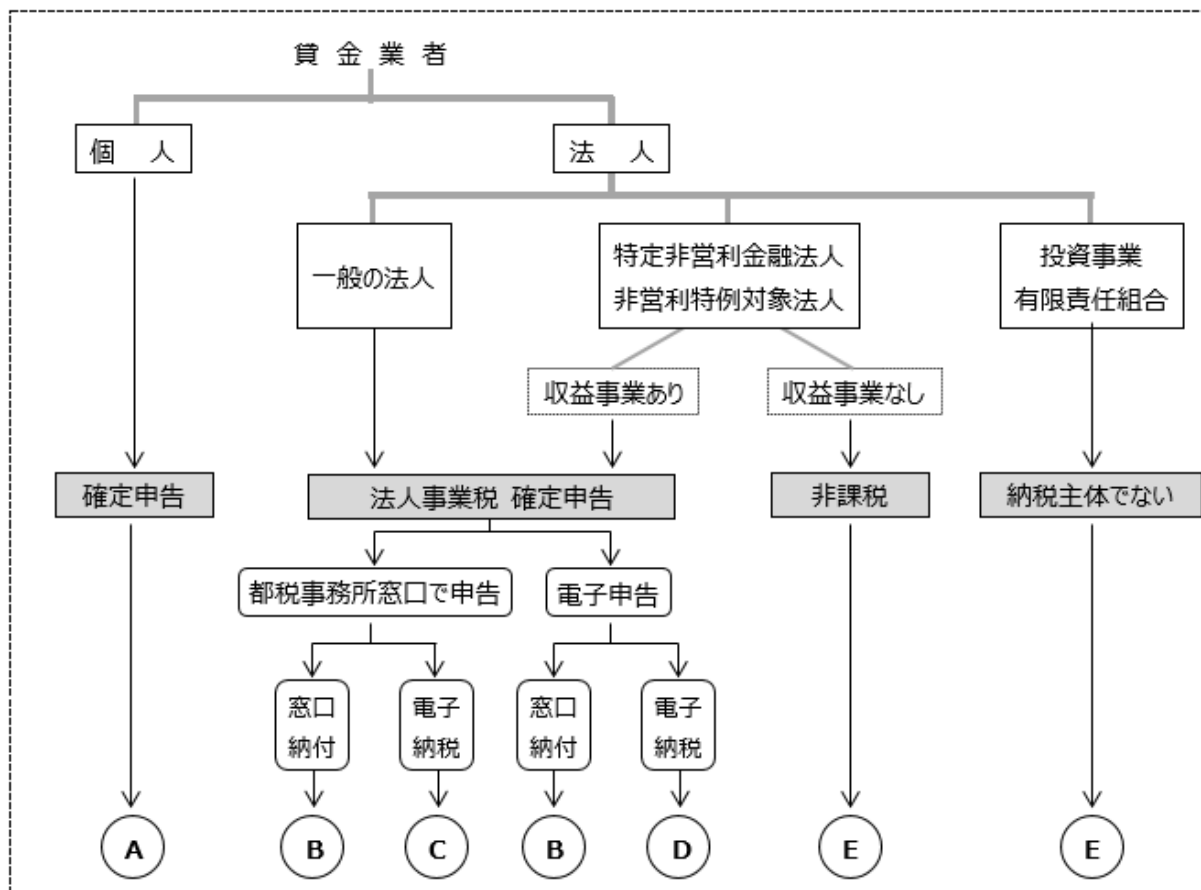 貸金業者
個 人
法 人
一般の法人
特定非営利金融法人
非営利特例対象法人
投資事業
有限責任組合
収益事業あり
収益事業なし
確定申告
法人事業税 確定申告
非課税
納税主体でない
都税事務所窓口で申告
電子申告
窓口
納付
電子
納税
窓口
納付
電子
納税
A
B
C
B
D
E
E